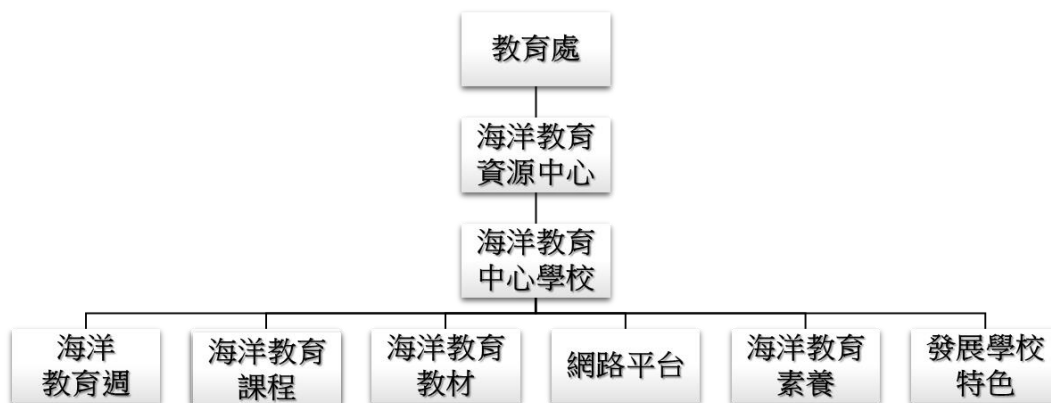 教育處
海洋教育
資源中心
海洋教育
中心學校
海洋
教育週
海洋教育
課程
海洋教育
教材
網路平台
海洋教育
素養
發展學校
特色